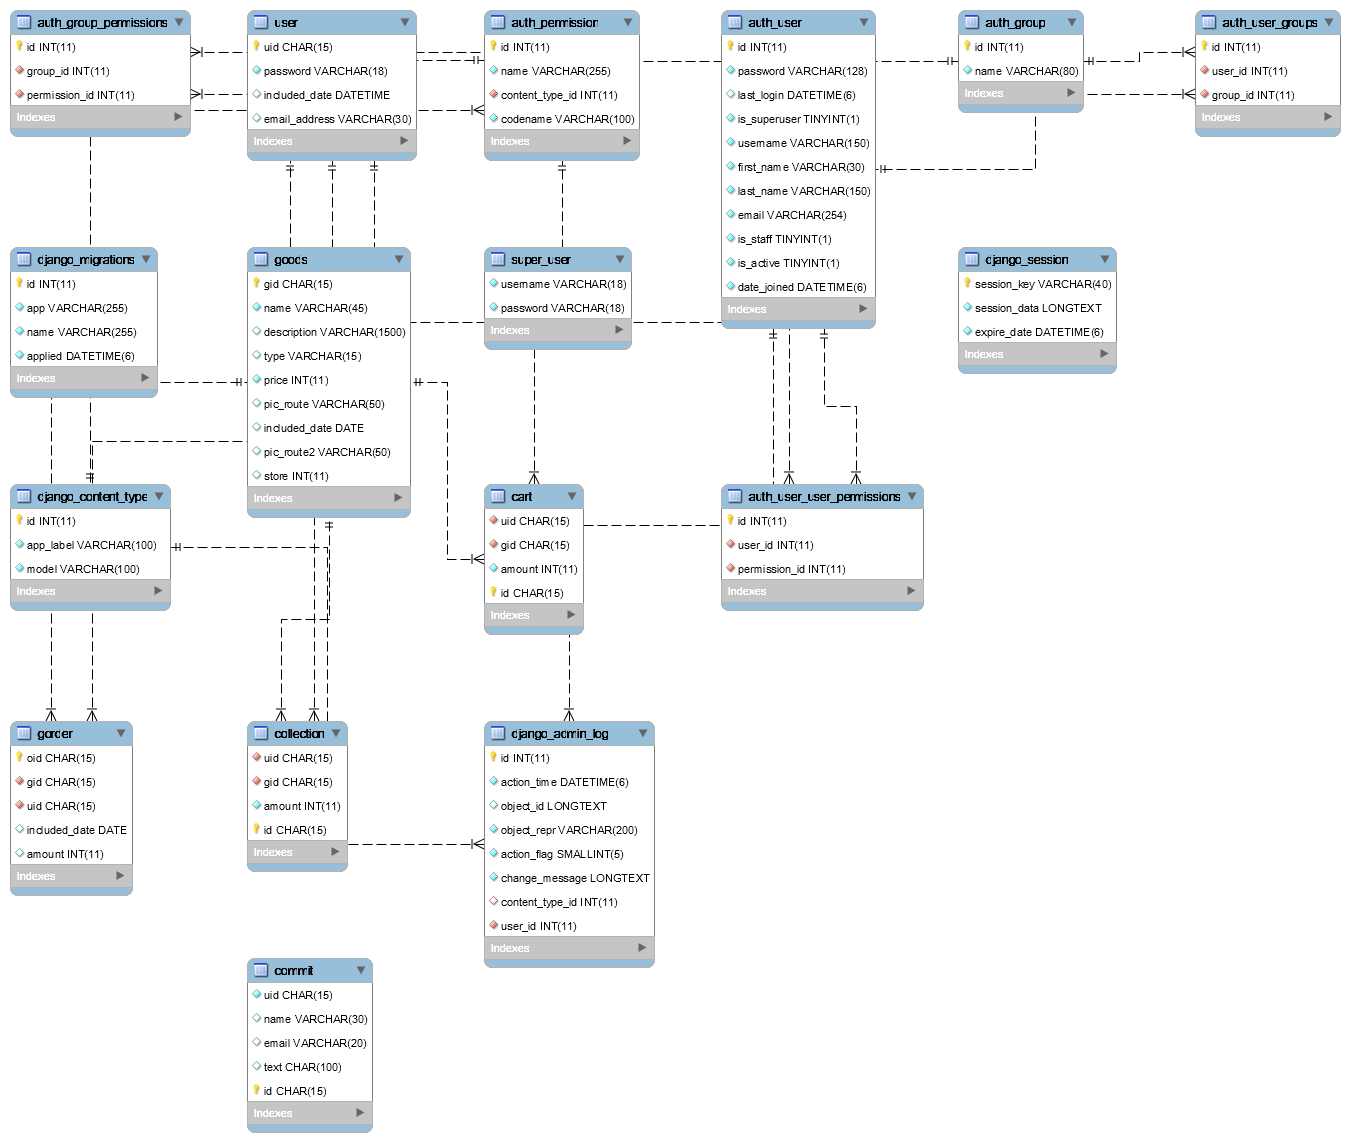 auth_group_permissions
id INT(11)
group_id INT(11)
permission_id INT(11)
Indexes
user
uid CHAR(15)
password VARCHAR(18)
included_date DATETIME
email_address VARCHAR(30)
Indexes
auth_permission
id INT(11)
name VARCHAR(255)
content_type_id INT(11)
codename VARCHAR(100)
Indexes
auth_user
id INT(11)
password VARCHAR(128)
last_login DATETIME(6)
is_superuser TINYINT(1)
username VARCHAR(150)
first_name VARCHAR(30)
last_name VARCHAR(150)
email VARCHAR(254)
is_staff TINYINT(1)
is_active TINYINT(1)
date_joined DATETIME(6)
Indexes
auth_group
id INT(11)
name VARCHAR(80)
Indexes
auth_user_groups
id INT(11)
user_id INT(11)
group_id INT(11)
Indexes
django_migrations
id INT(11)
app VARCHAR(255)
name VARCHAR(255)
applied DATETIME(6)
Indexes
goods
gid CHAR(15)
name VARCHAR(45)
description VARCHAR(1500)
type VARCHAR(15)
price INT(11)
pic_route VARCHAR(50)
included_date DATE
pic_route2 VARCHAR(50)
store INT(11)
Indexes
super_user
username VARCHAR(18)
password VARCHAR(18)
Indexes
django_session
session_key VARCHAR(40)
session_data LONGTEXT
expire_date DATETIME(6)
Indexes
django_content_type
id INT(11)
app_label VARCHAR(100)
model VARCHAR(100)
Indexes
cart
uid CHAR(15)
gid CHAR(15)
amount INT(11)
id CHAR(15)
Indexes
auth_user_user_permissions
id INT(11)
user_id INT(11)
permission_id INT(11)
Indexes
gorder
oid CHAR(15)
gid CHAR(15)
uid CHAR(15)
included_date DATE
amount INT(11)
Indexes
collection
uid CHAR(15)
gid CHAR(15)
amount INT(11)
id CHAR(15)
Indexes
django_admin_log
id INT(11)
action_time DATETIME(6)
object_id LONGTEXT
object_repr VARCHAR(200)
action_flag SMALLINT(5)
change_message LONGTEXT
content_type_id INT(11)
user_id INT(11)
Indexes
commit
uid CHAR(15)
name VARCHAR(30)
email VARCHAR(20)
text CHAR(100)
id CHAR(15)
Indexes